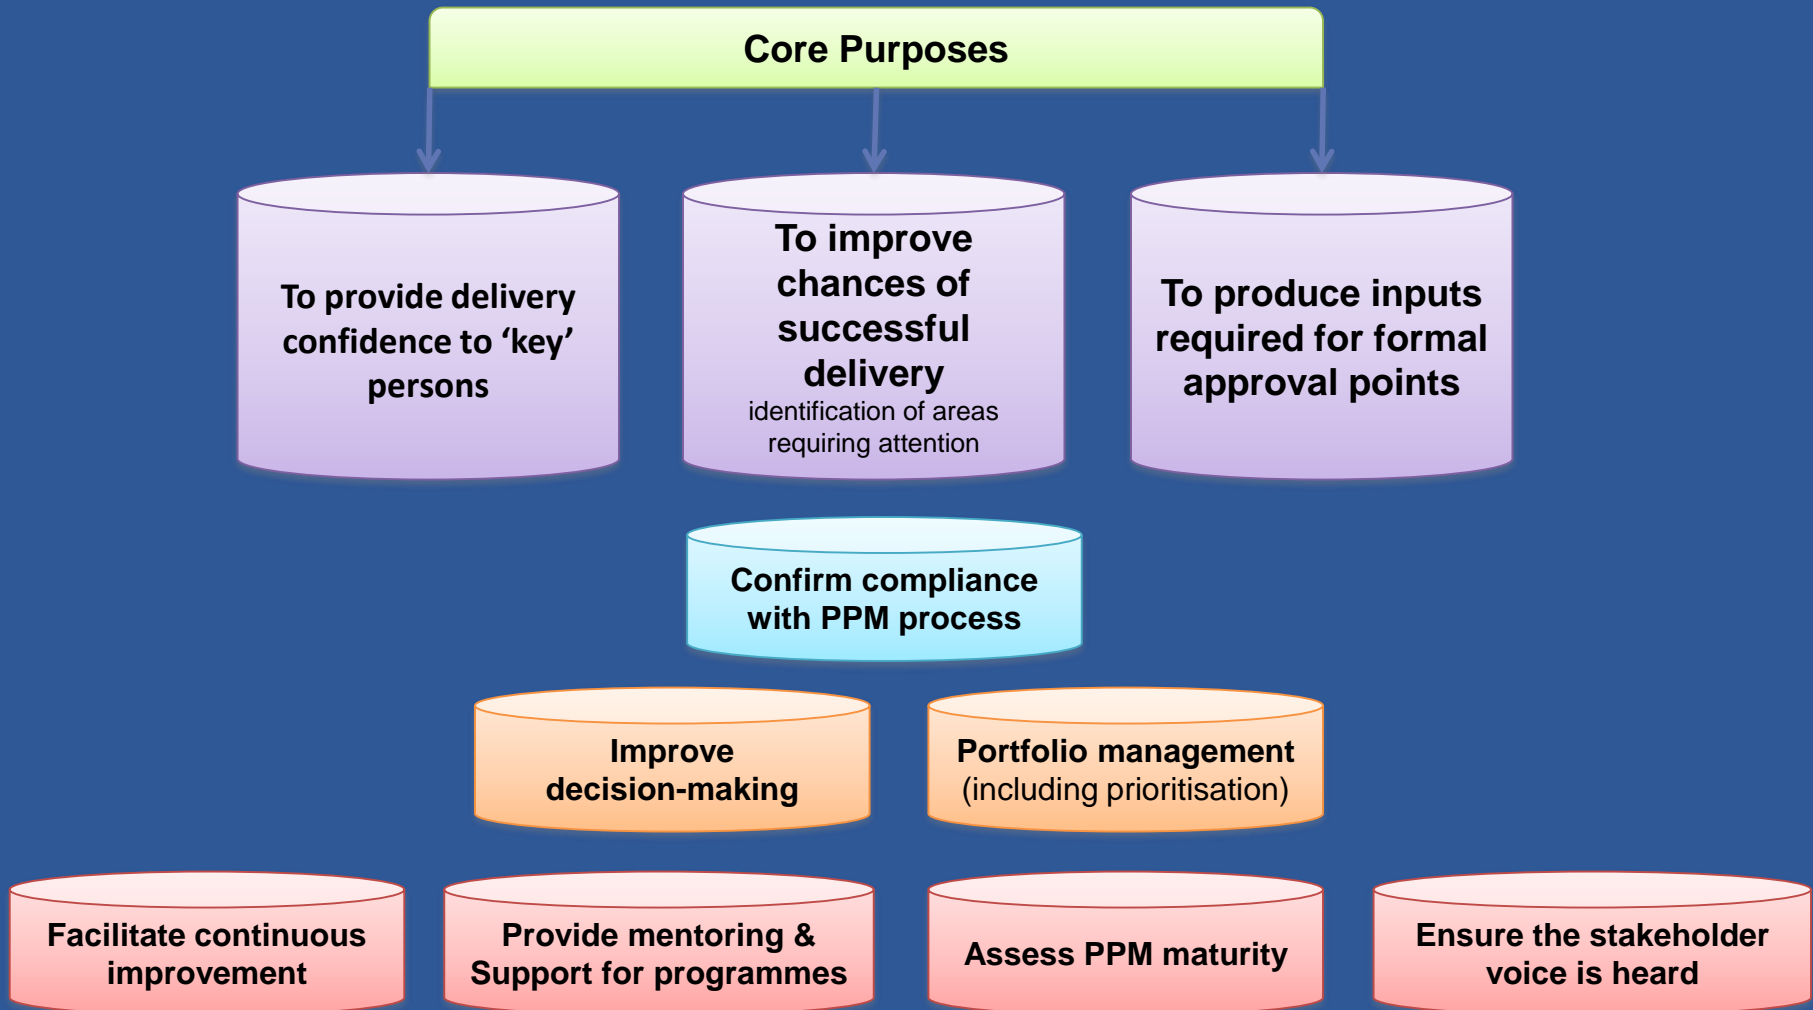 Core Purposes
To provide delivery
confidence to ‘key’
persons
To improve
chances of
successful
delivery
identification of areas
requiring attention
To produce inputs
required for formal
approval points
Confirm compliance
with PPM process
Improve
decision-making
Portfolio management
(including prioritisation)
Facilitate continuous
improvement
Provide mentoring &
Support for programmes
Assess PPM maturity
Ensure the stakeholder
voice is heard